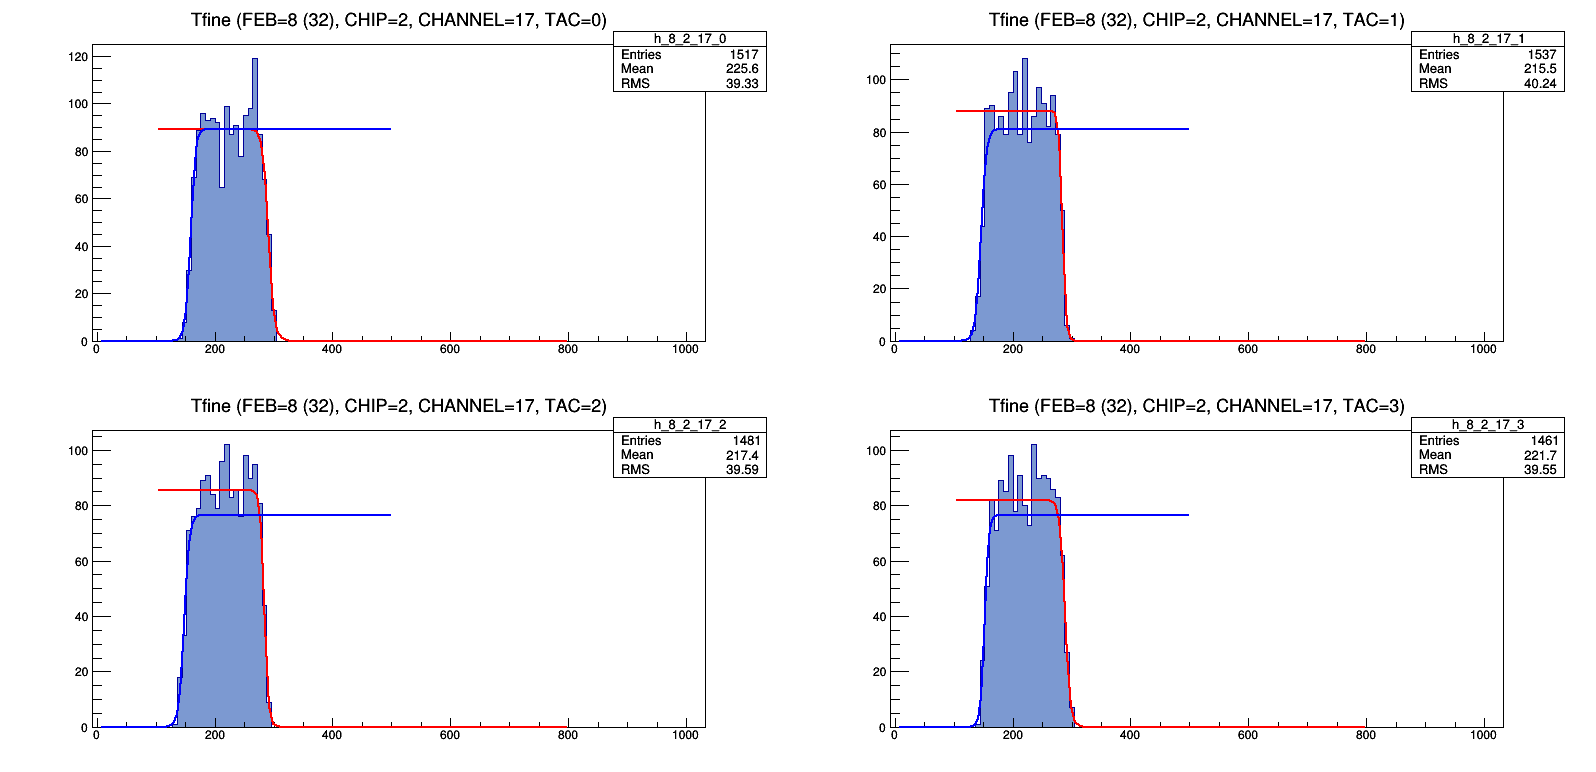 Tfine (FEB=8 (32), CHIP=2, CHANNEL=17, TAC=0)
h_8_2_17_0
Entries 1517
Mean 225.6
RMS 39.33
120
100
80
60
40
20
0
0 200 400 600 800 1000
Tfine (FEB=8 (32), CHIP=2, CHANNEL=17, TAC=1)
h_8_2_17_1
Entries 1537
Mean 215.5
RMS 40.24
100
80
60
40
20
0
0 200 400 600 800 1000
Tfine (FEB=8 (32), CHIP=2, CHANNEL=17, TAC=2)
h_8_2_17_2
Entries 1481
Mean 217.4
RMS 39.59
100
80
60
40
20
0
0 200 400 600 800 1000
Tfine (FEB=8 (32), CHIP=2, CHANNEL=17, TAC=3)
h_8_2_17_3
Entries 1461
Mean 221.7
RMS 39.55
100
80
60
40
20
0
0 200 400 600 800 1000